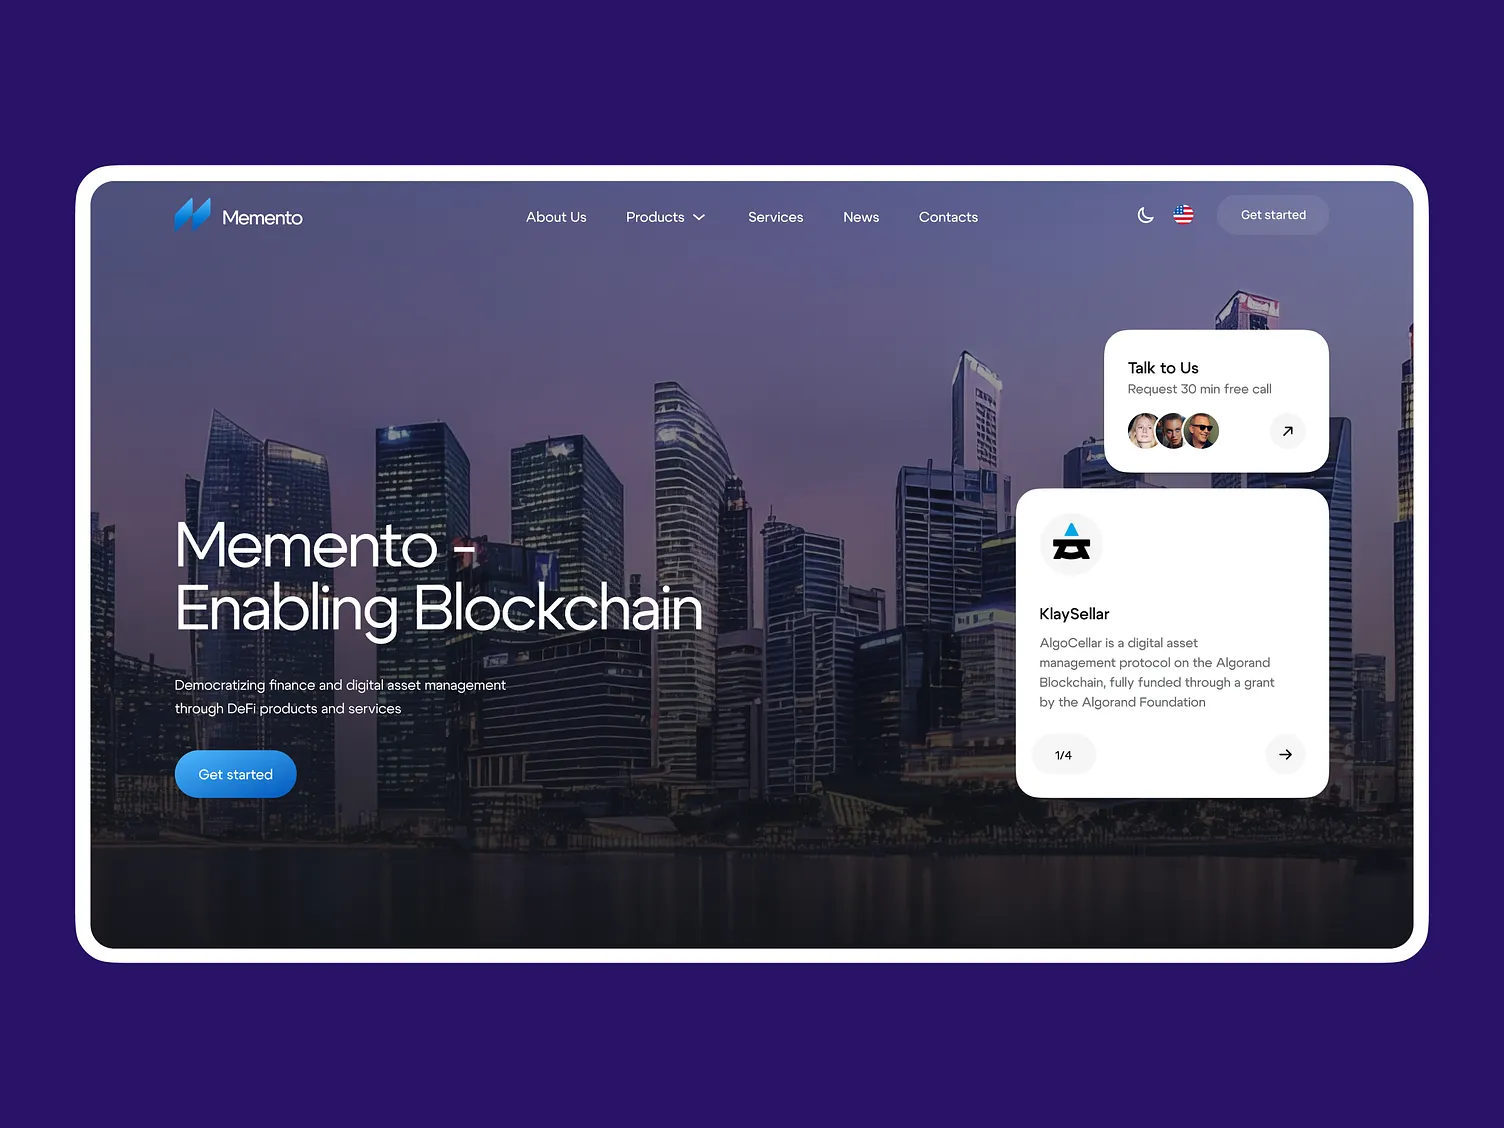 Memento
About Us
Products
Services
News
Contacts
Get started
Talk to Us
Request 30 min free call
Memento -
Enabling Blockchain
Democratizing finance and digital asset management
through DeFi products and services
Get started
KlaySellar
AlgoCellar is a digital asset
management protocol on the Algorand
Blockchain, fully funded through a grant
by the Algorand Foundation
1/4